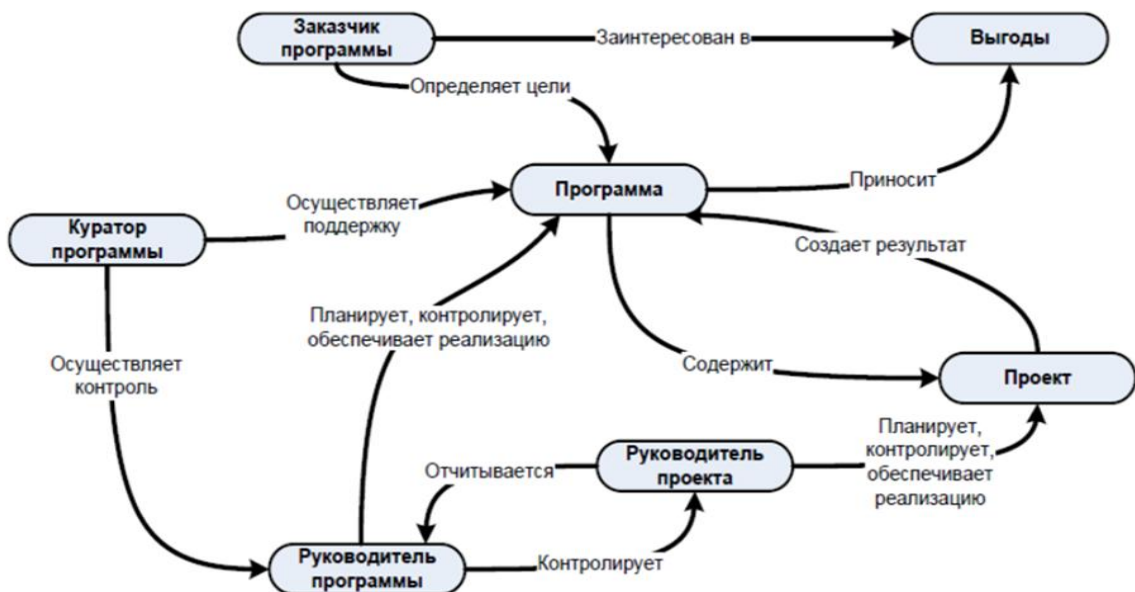 Заказчик
программы
Заинтересован в
Выгоды
Определяет цели
Программа
Приносит
Осуществляет
поддержку
Куратор
программы
Создает результат
Планирует, контролирует,
обеспечивает реализацию
Осуществляет
контроль
Содержит
Проект
Планирует,
контролирует,
обеспечивает
реализацию
Руководитель
проекта
Отчитывается
Руководитель
программы
Контролирует